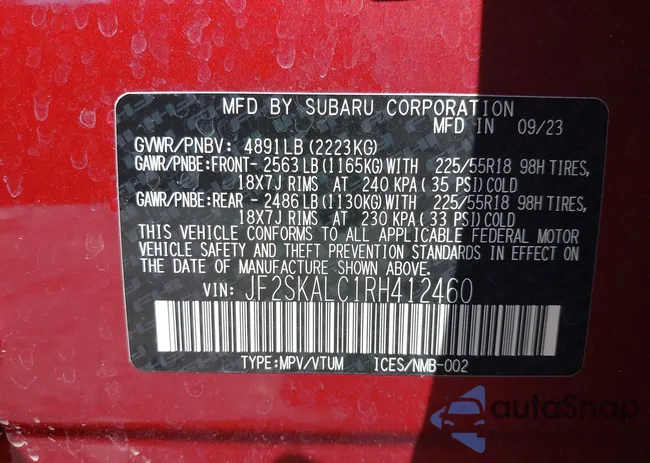 MFD BY SUBARU CORPORATION
MFD IN 09/23
GVWR/PNBV: 4891LB(2223KG)
GAWR/PNBE:FRONT- 2563LB(1165KG)WITH 225/55R18 98H TIRES,
18X7J RIMS AT 240 KPA( 35 PSI)COLD
GAWR/PNBE:REAR - 2486LB(1130KG)WITH 225/55R18 98H TIRES,
18X7J RIMS AT 230 KPA( 33 PSI)COLD
THIS VEHICLE CONFORMS TO ALL APPLICABLE FEDERAL MOTOR
VEHICLE SAFETY AND THEFT PREVENTION STANDARDS IN EFFECT ON
THE DATE OF MANUFACTURE SHOWN ABOVE.
VIN: JF2SKALC1RH412460
TYPE:MPV/VTUM ICES/NMB-002
autoSnap